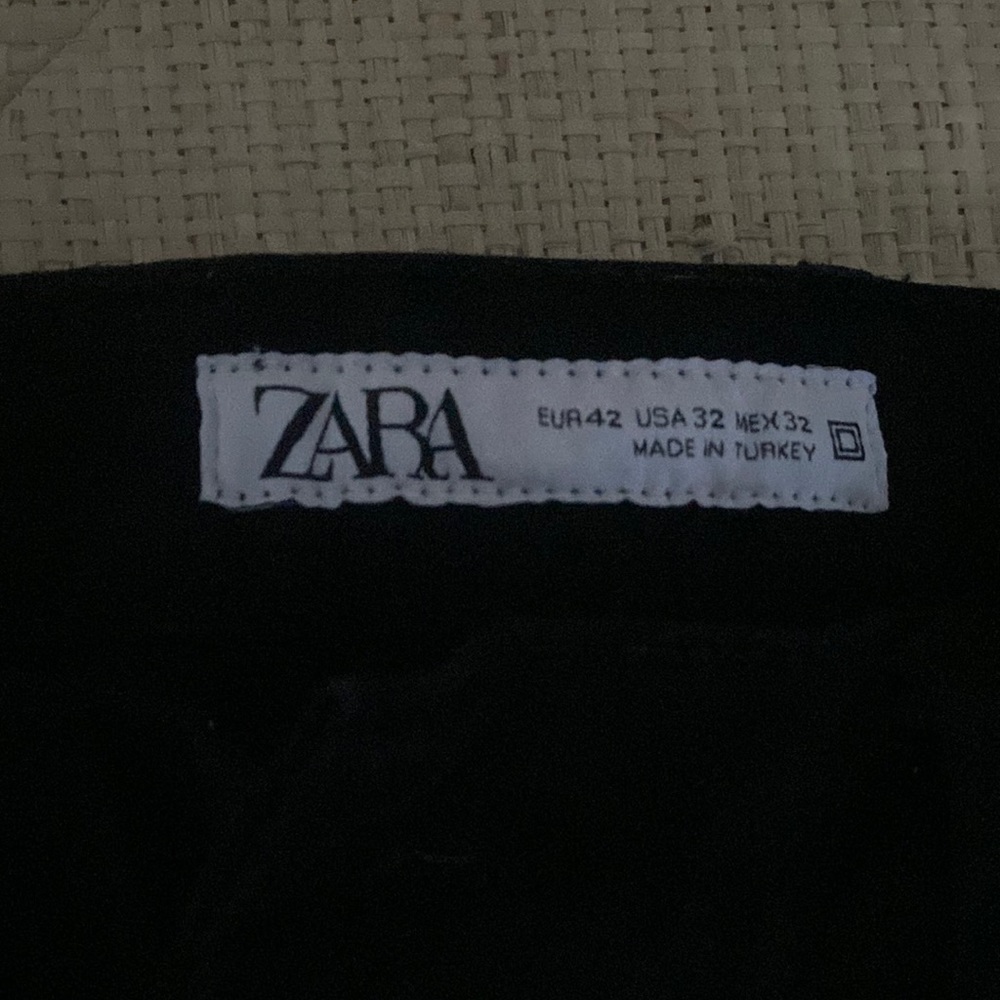 ZARA
EUR 42 USA 32 MEX 32
MADE IN TURKEY